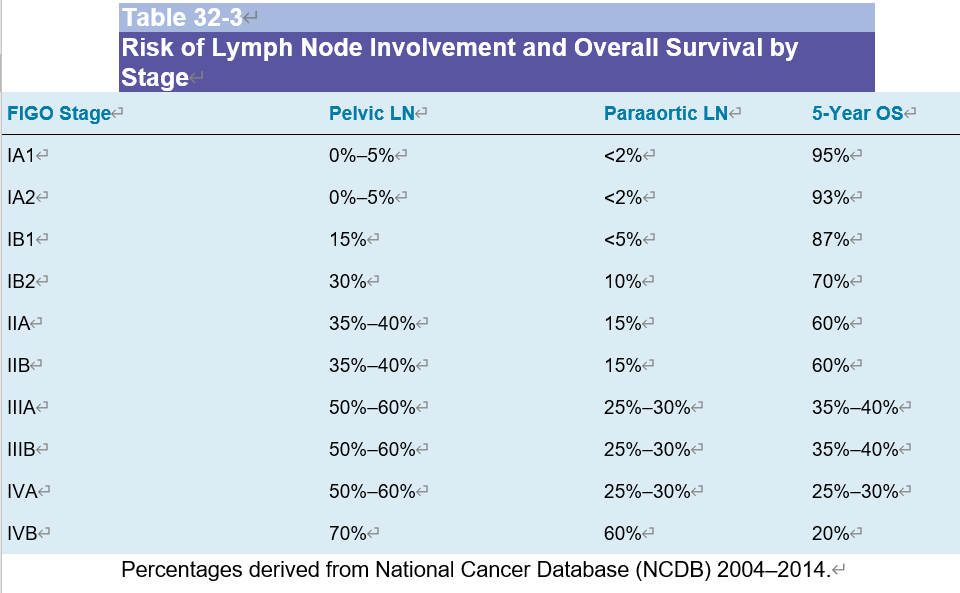 Table 32-3
Risk of Lymph Node Involvement and Overall Survival by
Stage
FIGO Stage Pelvic LN Paraaortic LN 5-Year OS
IA1 0%–5% <2% 95%
IA2 0%–5% <2% 93%
IB1 15% <5% 87%
IB2 30% 10% 70%
IIA 35%–40% 15% 60%
IIB 35%–40% 15% 60%
IIIA 50%–60% 25%–30% 35%–40%
IIIB 50%–60% 25%–30% 35%–40%
IVA 50%–60% 25%–30% 25%–30%
IVB 70% 60% 20%
Percentages derived from National Cancer Database (NCDB) 2004–2014.